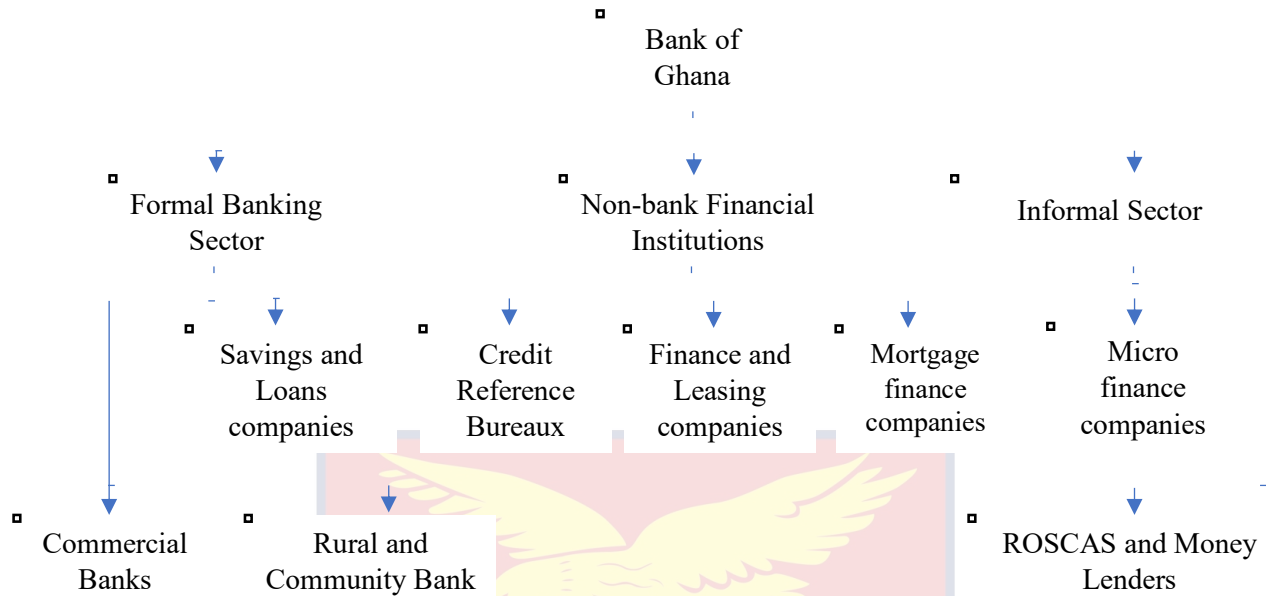 Bank of
Ghana
Formal Banking
Sector
Non-bank Financial
Institutions
Informal Sector
Savings and
Loans
companies
Credit
Reference
Bureaux
Finance and
Leasing
companies
Mortgage
finance
companies
Micro
finance
companies
Commercial
Banks
Rural and
Community Bank
ROSCAS and Money
Lenders